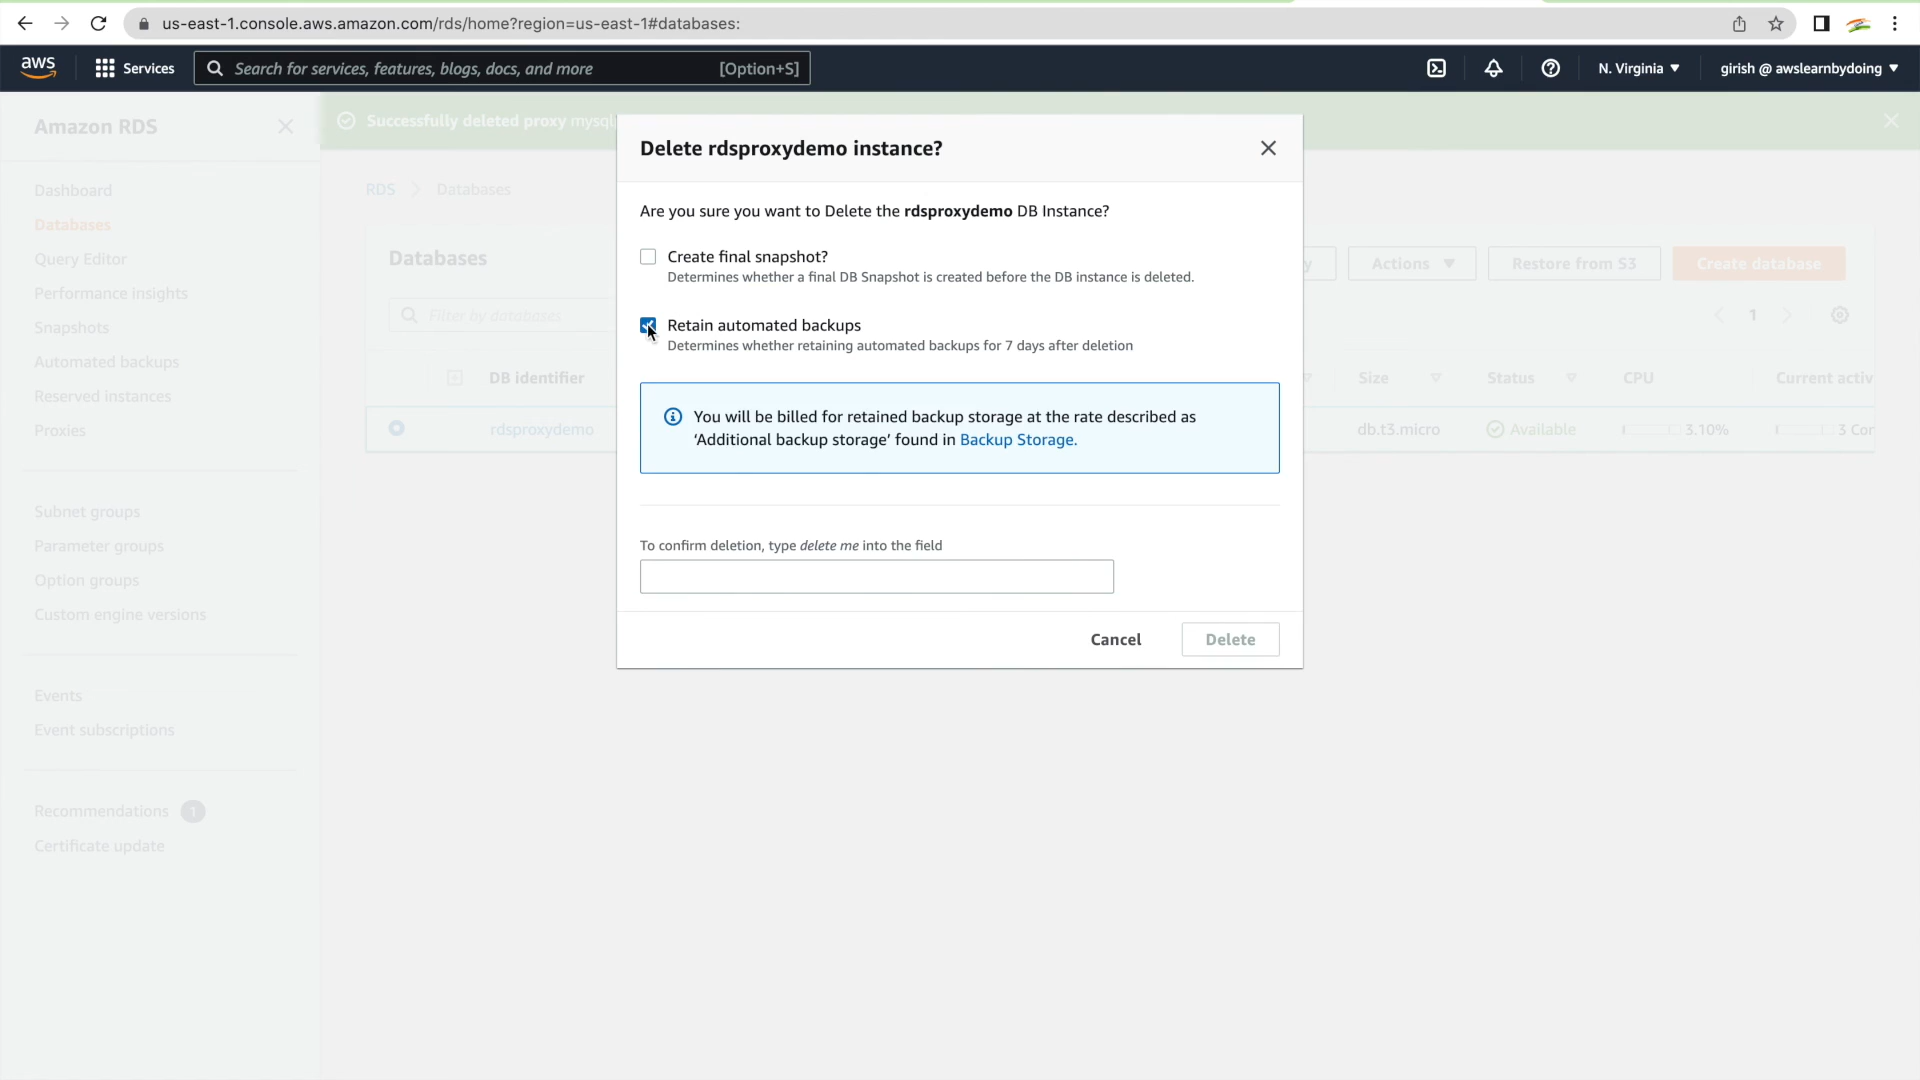 us-east-1.console.aws.amazon.com/rds/home?region=us-east-1#databases:
aws
Services
Search for services, features, blogs, docs, and more
[Option+S]
N. Virginia
girish @ awslearnbydoing
Amazon RDS
Dashboard
Databases
Query Editor
Performance insights
Snapshots
Automated backups
Reserved instances
Proxies
Subnet groups
Parameter groups
Option groups
Custom engine versions
Events
Event subscriptions
Recommendations 1
Certificate update
Successfully deleted proxy
RDS > Databases
Databases
Actions
Restore from S3
Create database
Filter by databases
1
DB identifier
Size
Status
CPU
Current
rdsproxydemo
db.t3.micro
Available
3.10%
3
Delete rdsproxydemo instance?
Are you sure you want to Delete the rdsproxydemo DB Instance?
Create final snapshot?
Determines whether a final DB Snapshot is created before the DB instance is deleted.
Retain automated backups
Determines whether retaining automated backups for 7 days after deletion
You will be billed for retained backup storage at the rate described as
‘Additional backup storage’ found in Backup Storage.
To confirm deletion, type delete me into the field
Cancel
Delete